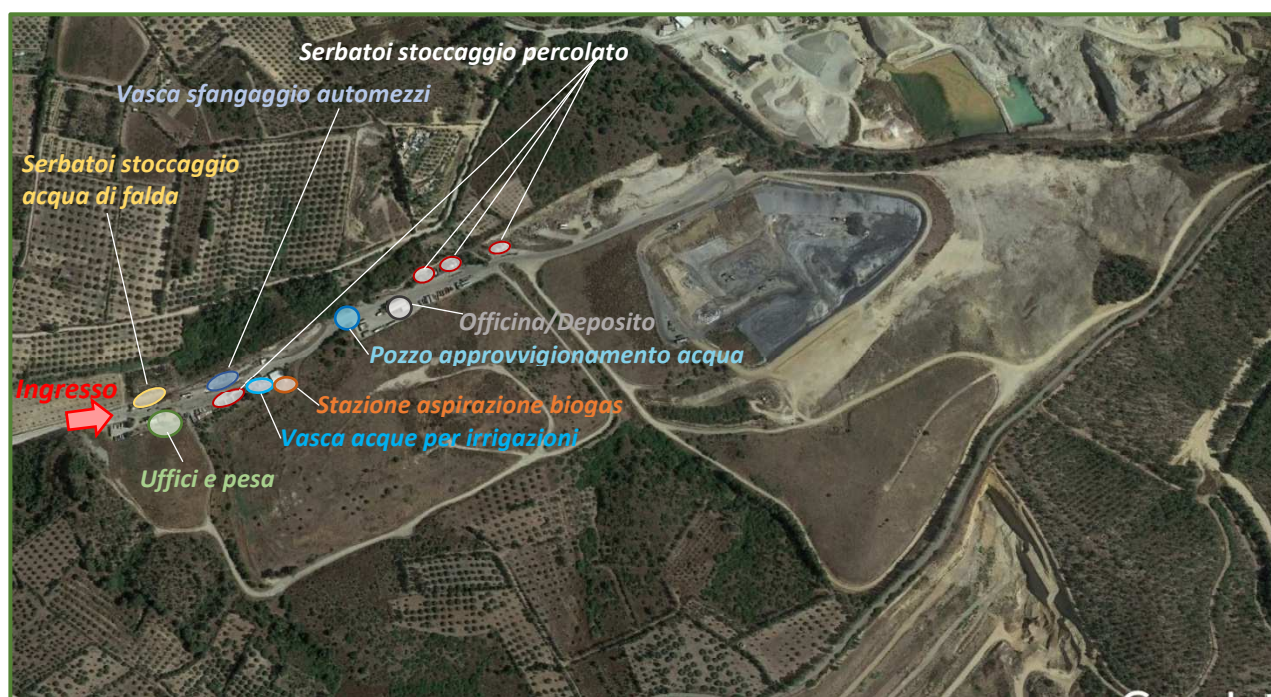 Serbatoi stoccaggio percolato
Vasca sfangaggio automezzi
Serbatoi stoccaggio
acqua di falda
Officina/Deposito
Pozzo approvvigionamento acqua
Ingresso
Stazione aspirazione biogas
Vasca acque per irrigazioni
Uffici e pesa